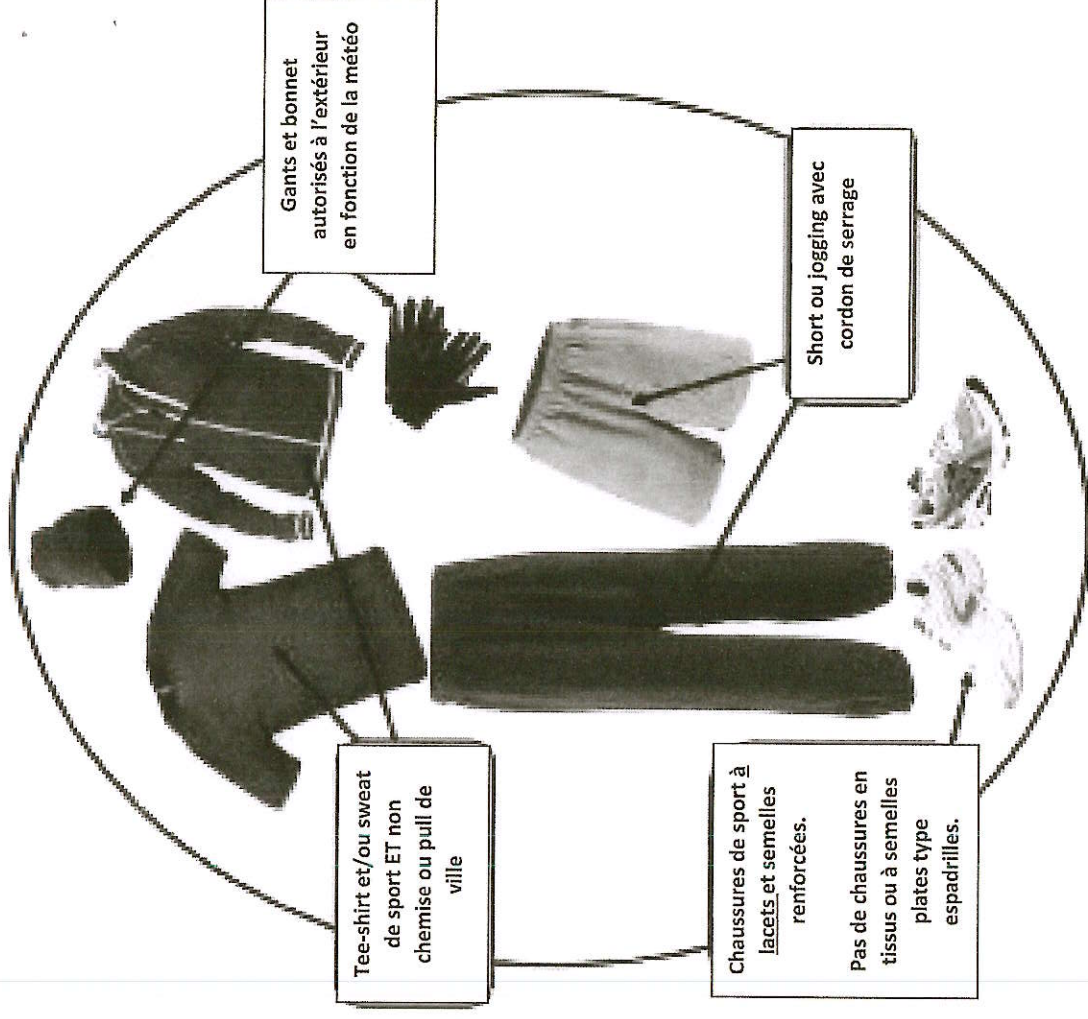 Gants et bonnet
autorisés à l'extérieur
en fonction de la météo
Tee-shirt et/ou sweat
de sport ET non
chemise ou pull de
ville
Short ou jogging avec
cordon de serrage
Chaussures de sport à
lacets et semelles
renforcées.
Pas de chaussures en
tissus ou à semelles
plates type
espadrilles.